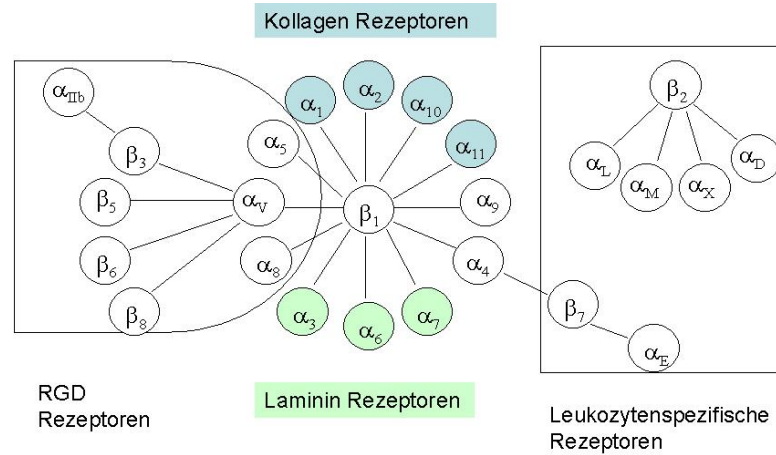 Kollagen Rezeptoren
αIIb
α1
α2
α10
β2
β3
α5
α11
αL
αM
αX
αD
β5
αV
β1
α9
β6
α8
α4
β8
α3
α6
α7
β7
αE
RGD
Rezeptoren
Laminin Rezeptoren
Leukozytenspezifische
Rezeptoren